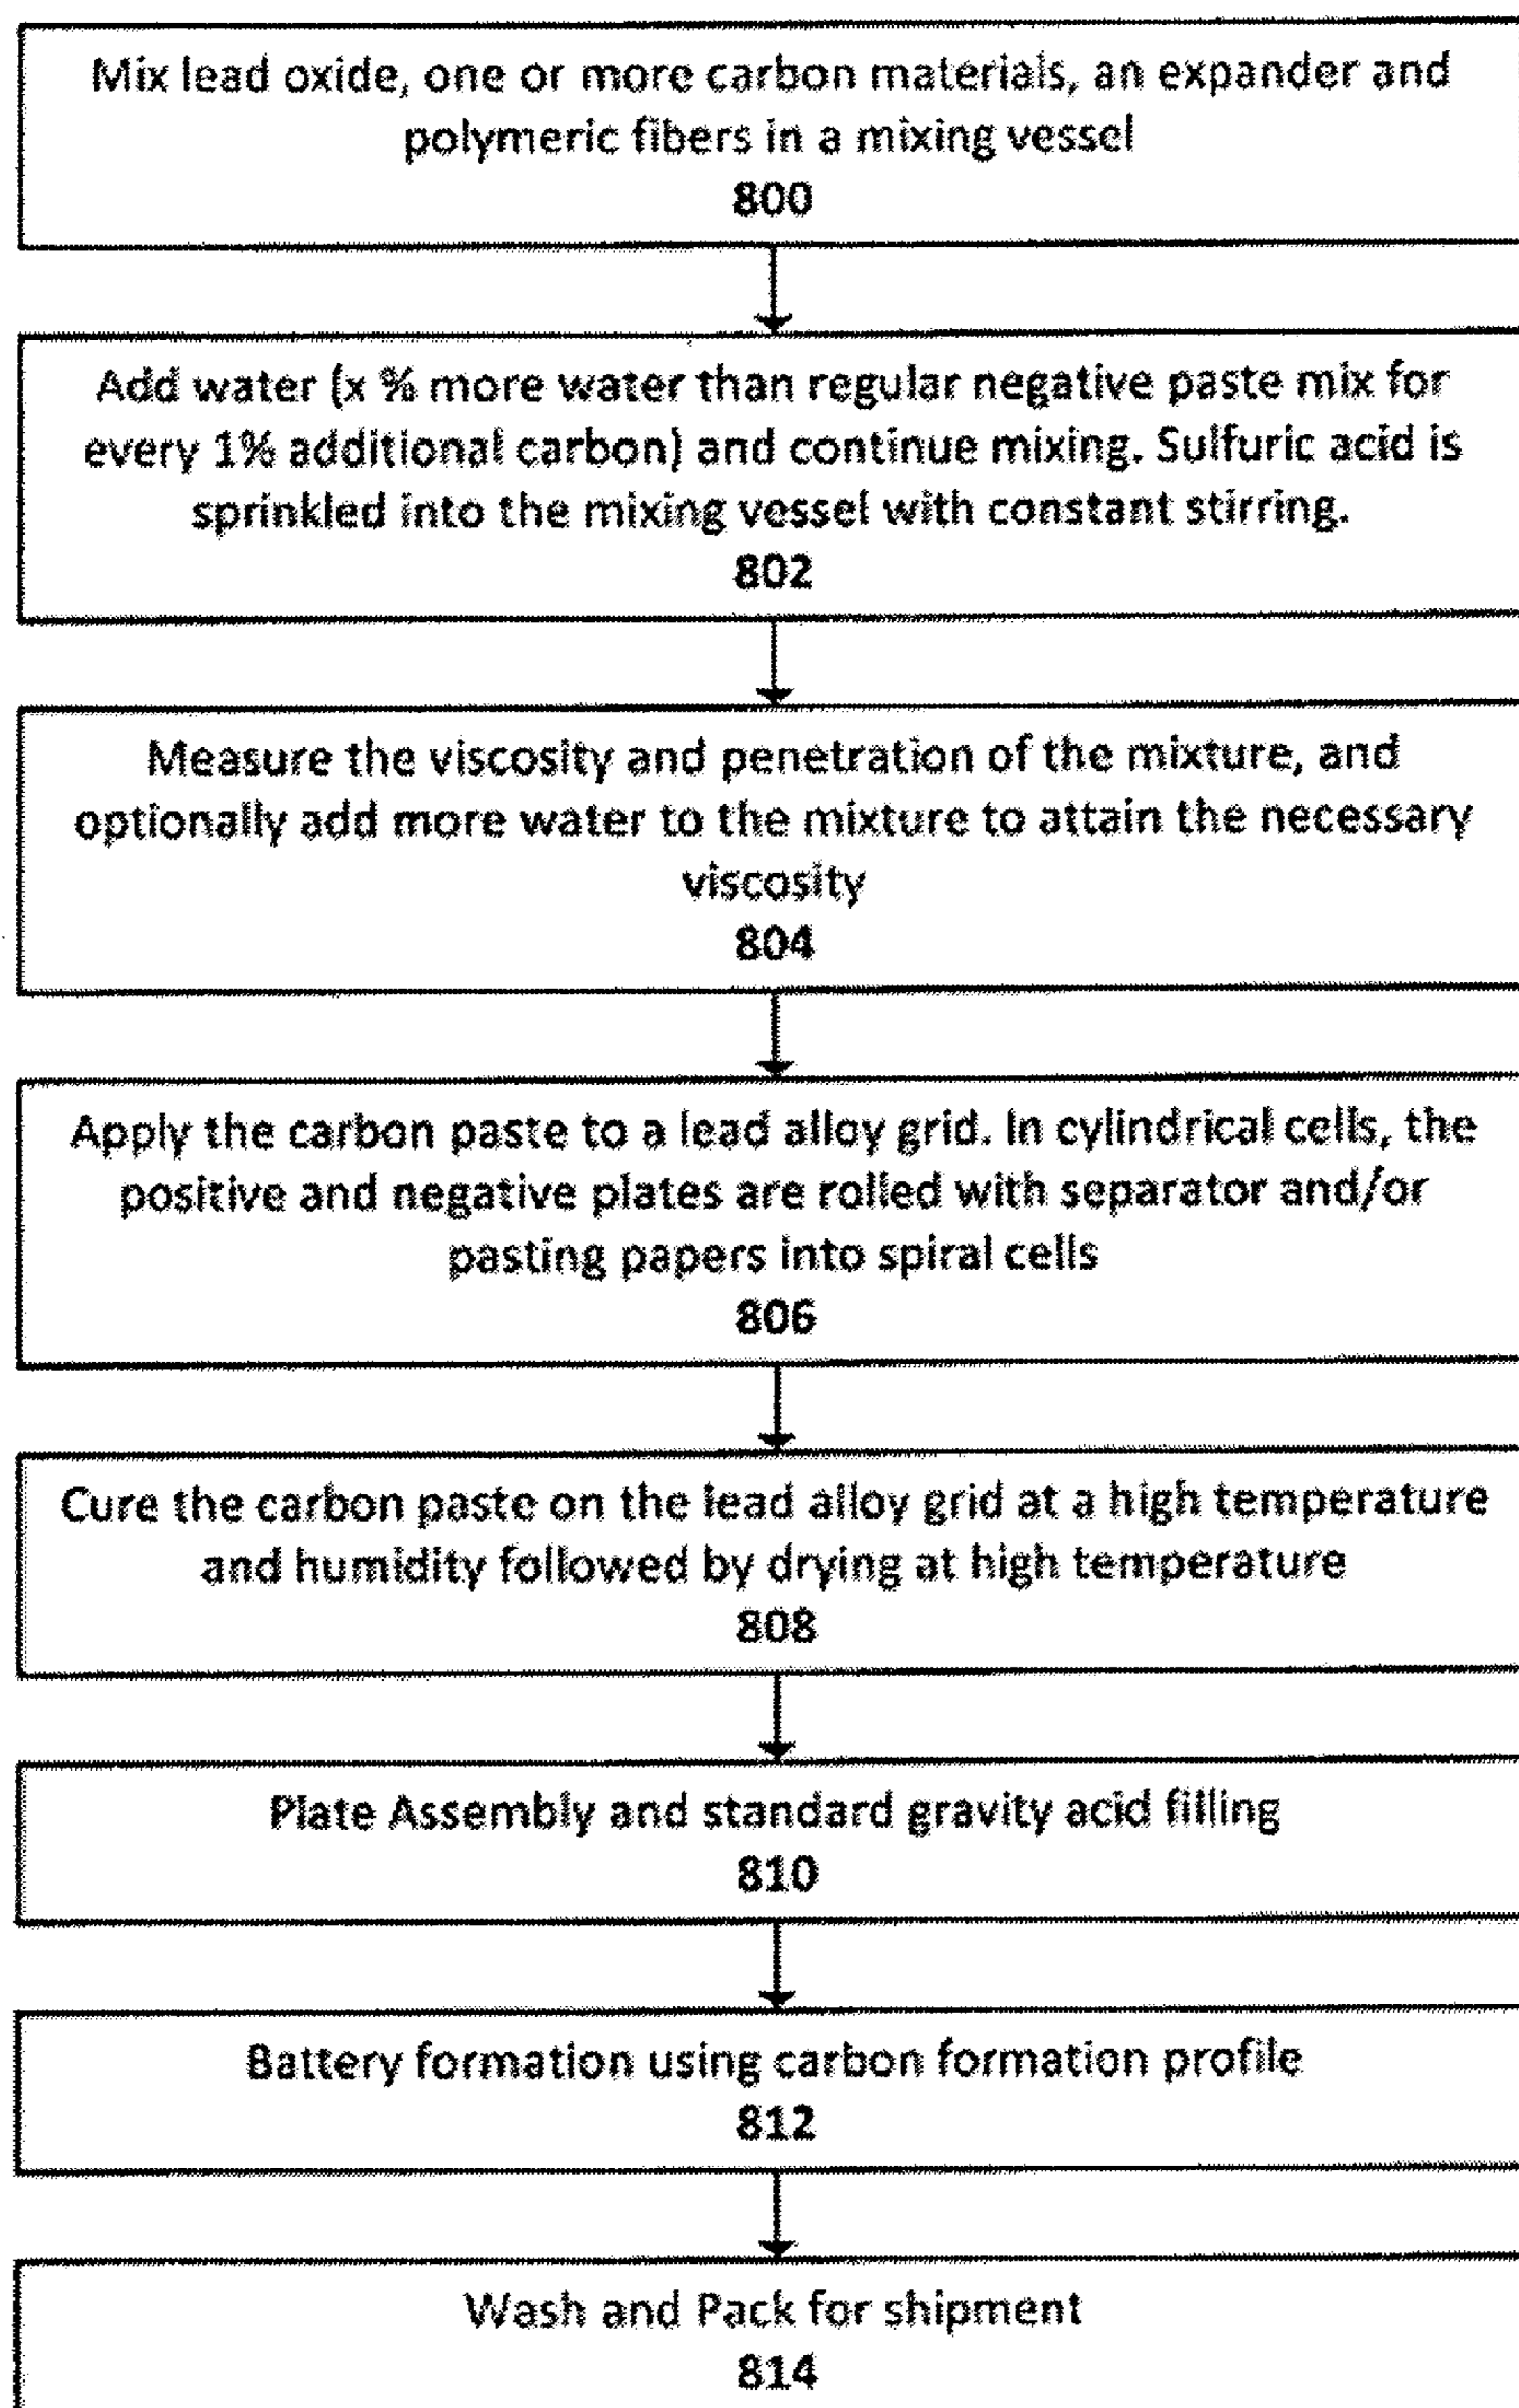 Mix lead oxide, one or more carbon materials, an expander and
polymeric fibers in a mixing vessel
800
Add water (x % more water than regular negative paste mix for
every 1% additional carbon) and continue mixing. Sulfuric acid is
sprinkled into the mixing vessel with constant stirring.
802
Measure the viscosity and penetration of the mixture, and
optionally add more water to the mixture to attain the necessary
viscosity
804
Apply the carbon paste to a lead alloy grid. In cylindrical cells, the
positive and negative plates are rolled with separator and/or
pasting papers into spiral cells
806
Cure the carbon paste on the lead alloy grid at a high temperature
and humidity followed by drying at high temperature
808
Plate Assembly and standard gravity acid filling
810
Battery formation using carbon formation profile
812
Wash and Pack for shipment
814